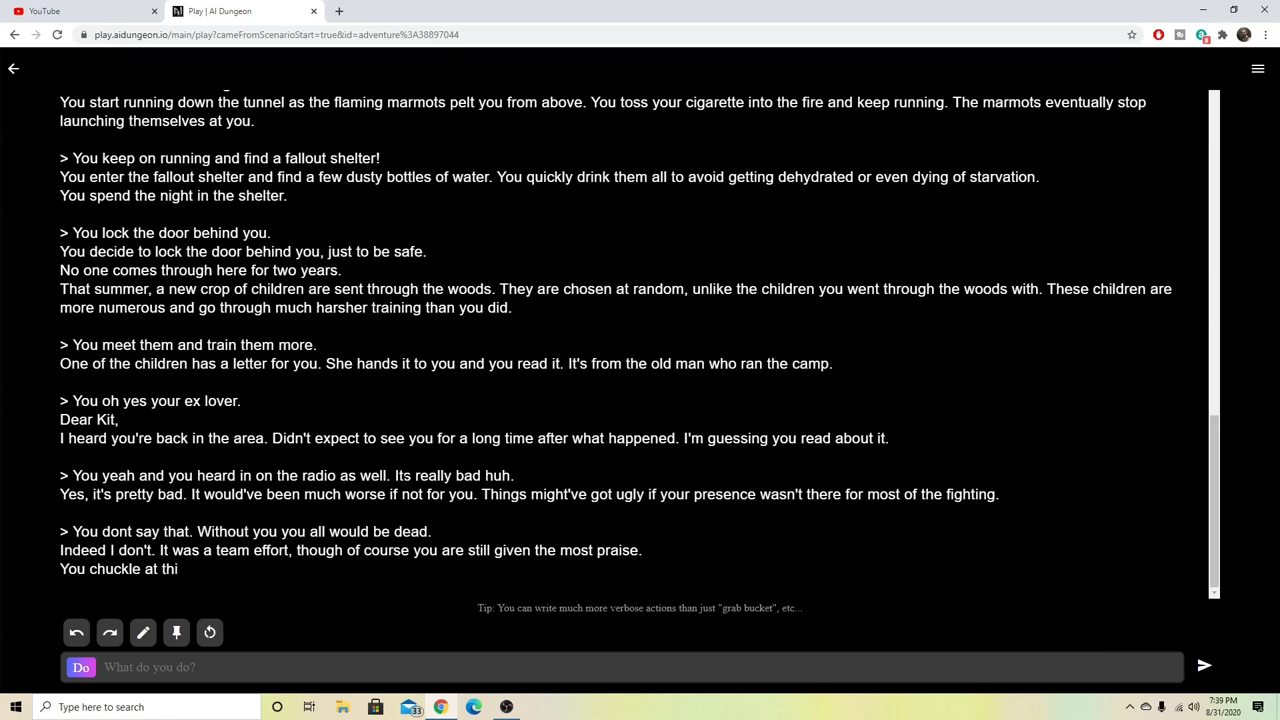 YouTube
Play | AI Dungeon
play.aidungeon.io/main/play?cameFromScenarioStart=true&id=adventure%3A38897044
You start running down the tunnel as the flaming marmots pelt you from above. You toss your cigarette into the fire and keep running. The marmots eventually stop
launching themselves at you.
> You keep on running and find a fallout shelter!
You enter the fallout shelter and find a few dusty bottles of water. You quickly drink them all to avoid getting dehydrated or even dying of starvation.
You spend the night in the shelter.
> You lock the door behind you.
You decide to lock the door behind you, just to be safe.
No one comes through here for two years.
That summer, a new crop of children are sent through the woods. They are chosen at random, unlike the children you went through the woods with. These children are
more numerous and go through much harsher training than you did.
> You meet them and train them more.
One of the children has a letter for you. She hands it to you and you read it. It's from the old man who ran the camp.
> You oh yes your ex lover.
Dear Kit,
I heard you're back in the area. Didn't expect to see you for a long time after what happened. I'm guessing you read about it.
> You yeah and you heard in on the radio as well. Its really bad huh.
Yes, it's pretty bad. It would've been much worse if not for you. Things might've got ugly if your presence wasn't there for most of the fighting.
> You dont say that. Without you you all would be dead.
Indeed I don't. It was a team effort, though of course you are still given the most praise.
You chuckle at thi
Tip: You can write much more verbose actions than just "grab bucket", etc...
Do What do you do?
Type here to search
33
7:39 PM
8/31/2020